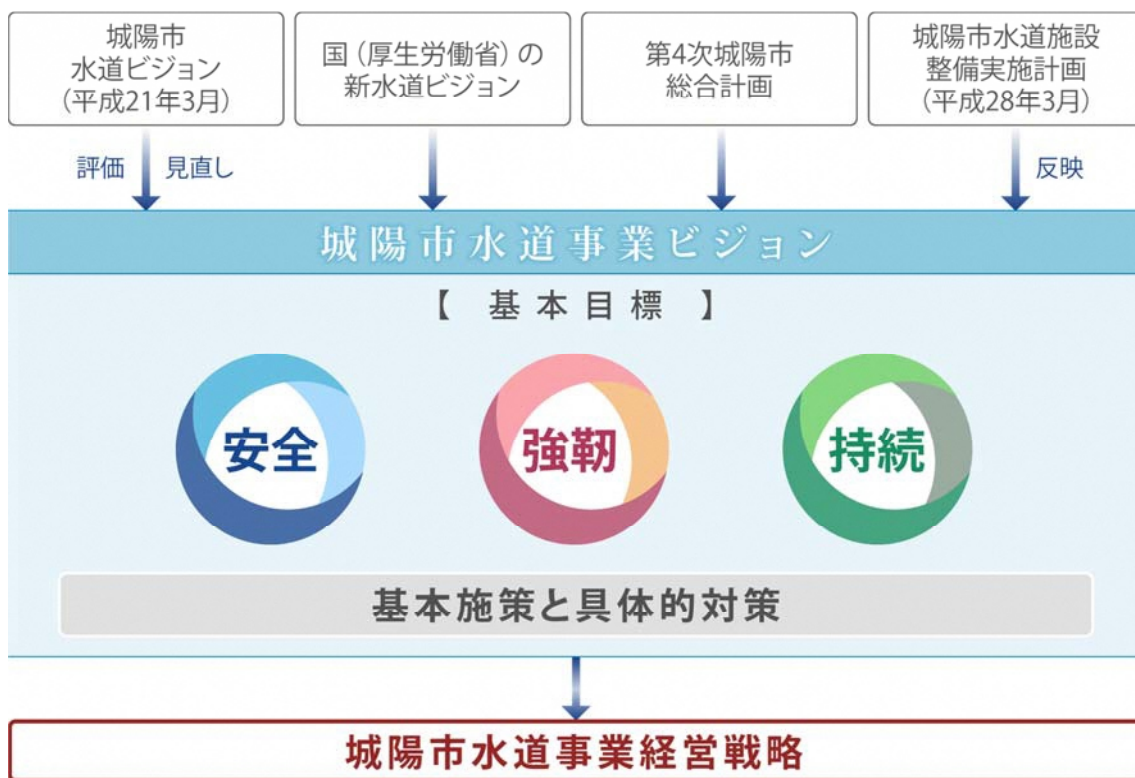 城陽市
水道ビジョン
(平成21年3月)
国(厚生労働省)の
新水道ビジョン
第4次城陽市
総合計画
城陽市水道施設
整備実施計画
(平成28年3月)
評価 見直し
反映
城陽市水道事業ビジョン
【 基本目標 】
安全
強靭
持続
基本施策と具体的対策
城陽市水道事業経営戦略